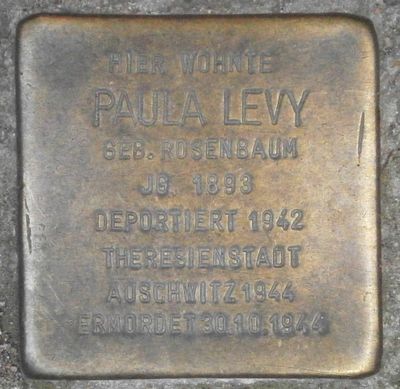 HIER WOHNTE
PAULA LEVY
GEB. ROSENBAUM
JG. 1893
DEPORTIERT 1942
THERESIENSTADT
AUSCHWITZ 1944
ERMORDET 30.10.1944